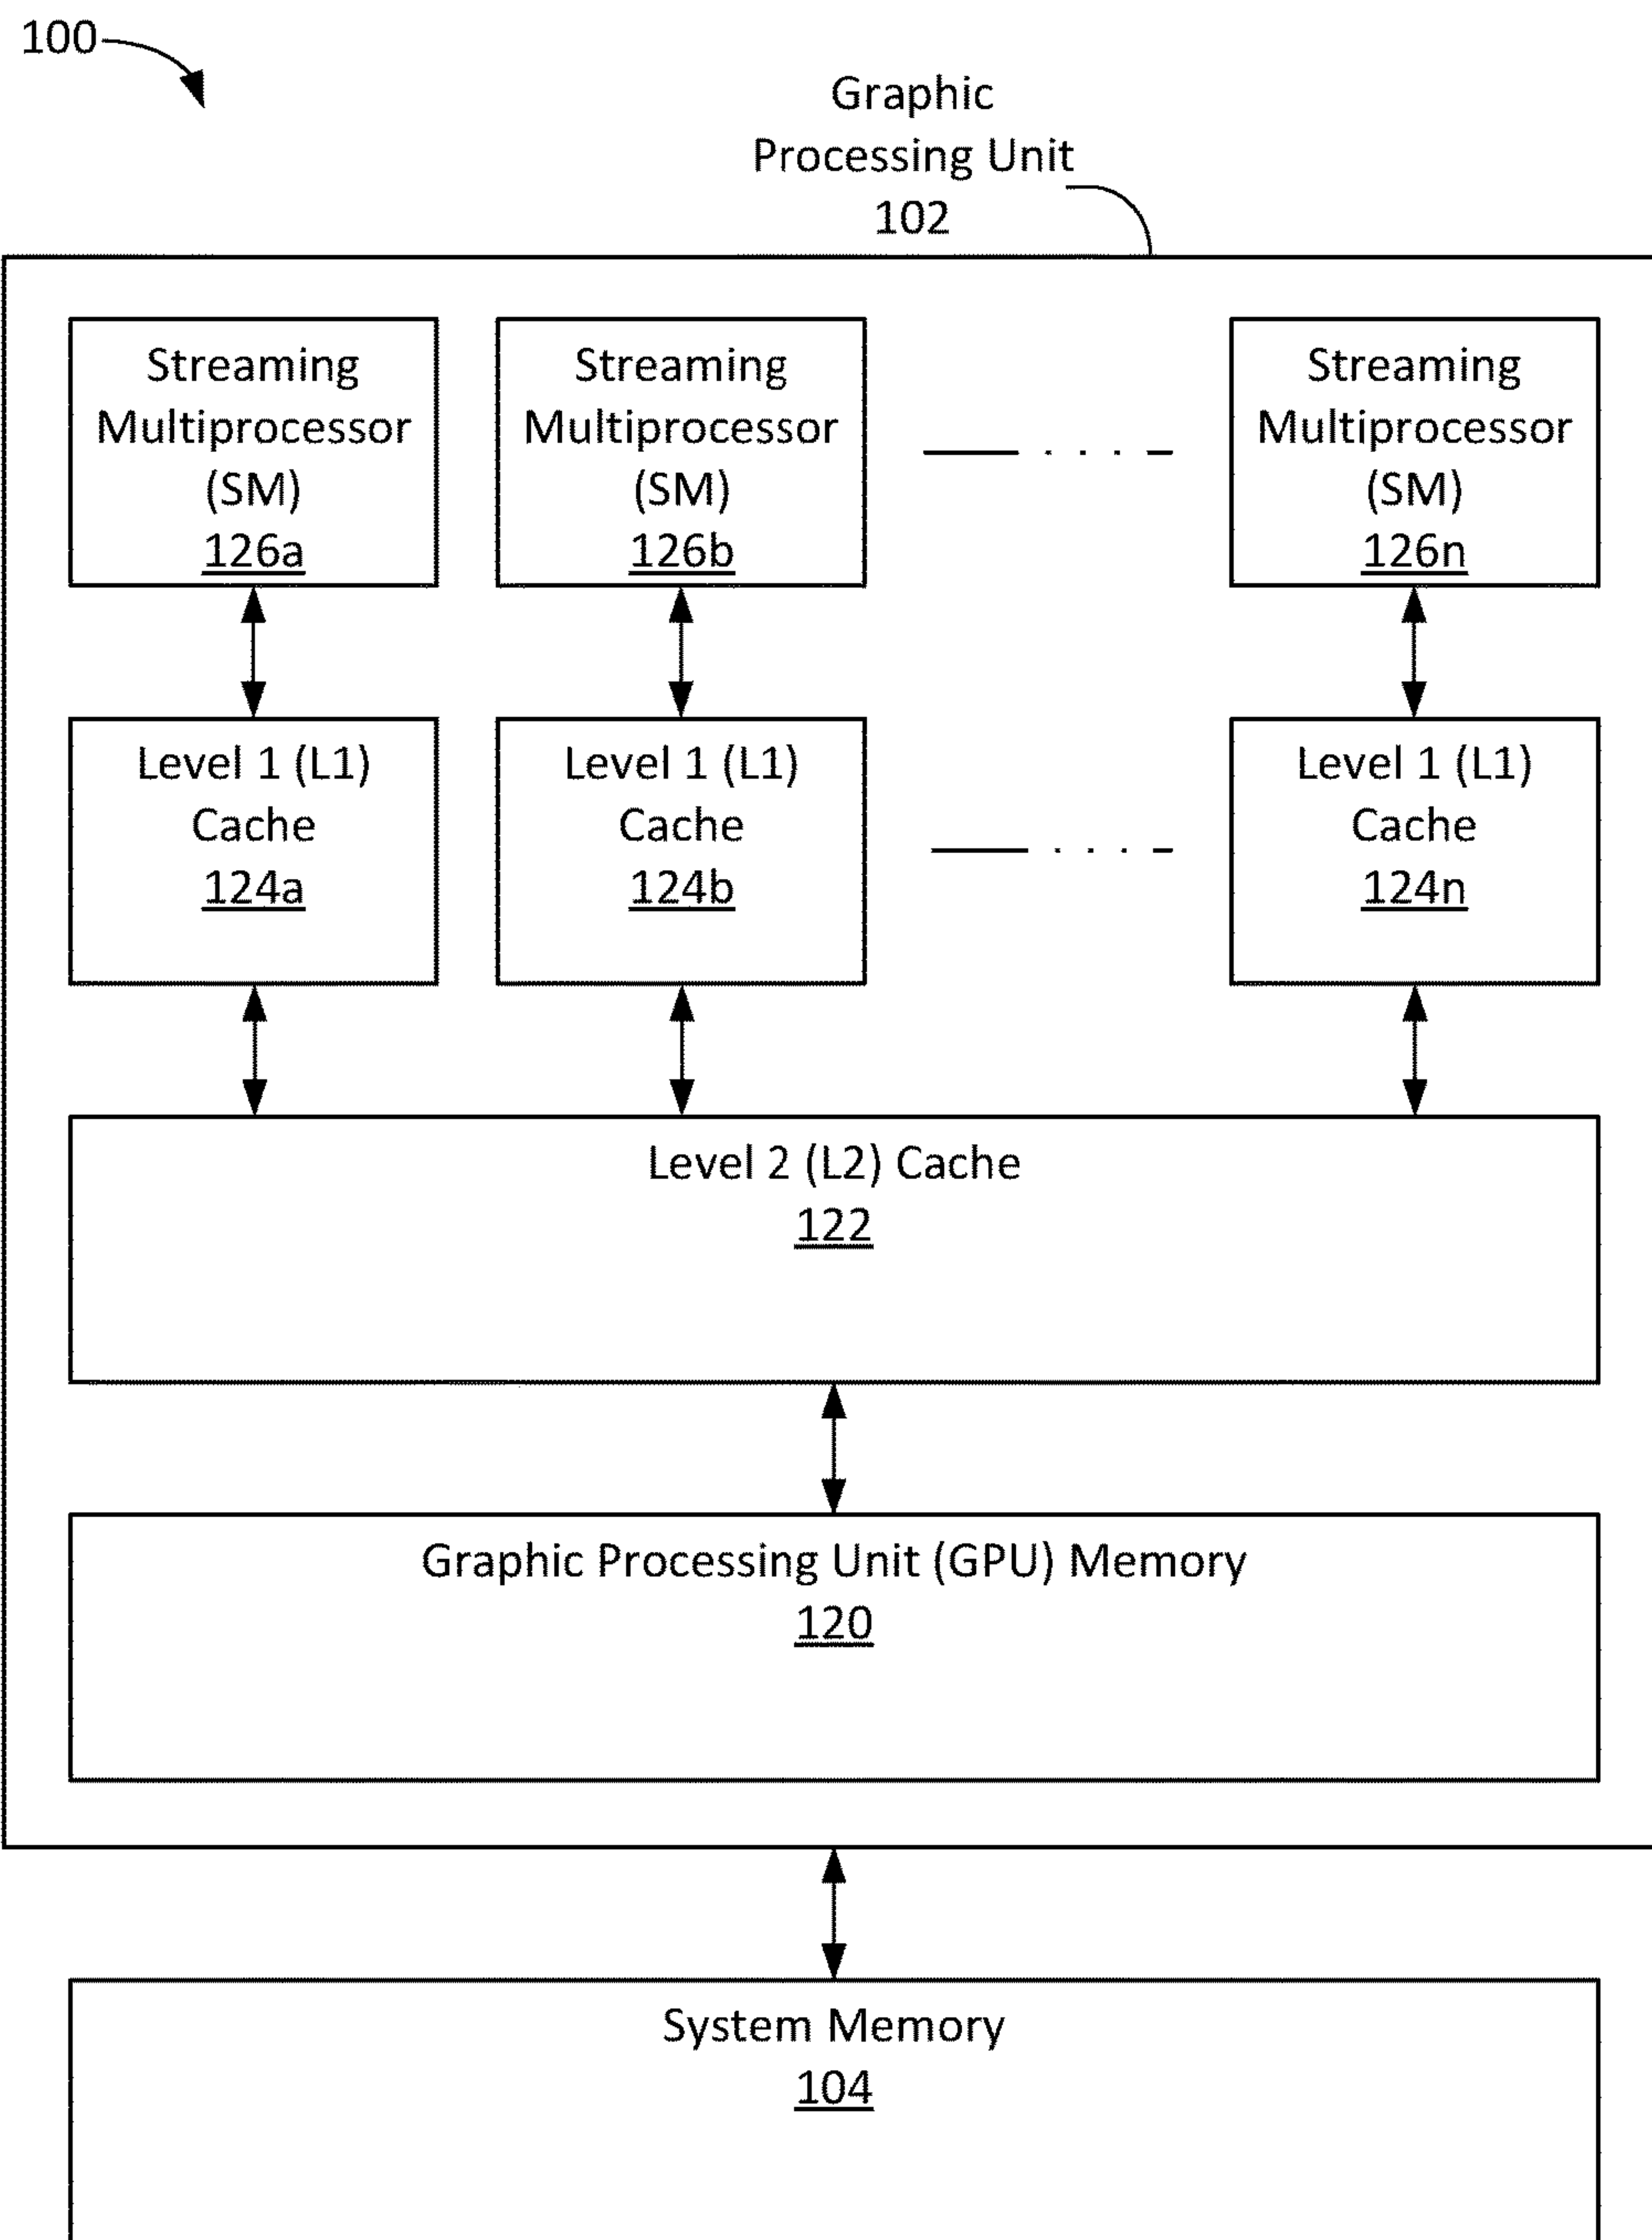 100
Graphic
Processing Unit
102
Streaming
Multiprocessor
(SM)
126a
Streaming
Multiprocessor
(SM)
126b
Streaming
Multiprocessor
(SM)
126n
Level 1 (L1)
Cache
124a
Level 1 (L1)
Cache
124b
Level 1 (L1)
Cache
124n
Level 2 (L2) Cache
122
Graphic Processing Unit (GPU) Memory
120
System Memory
104